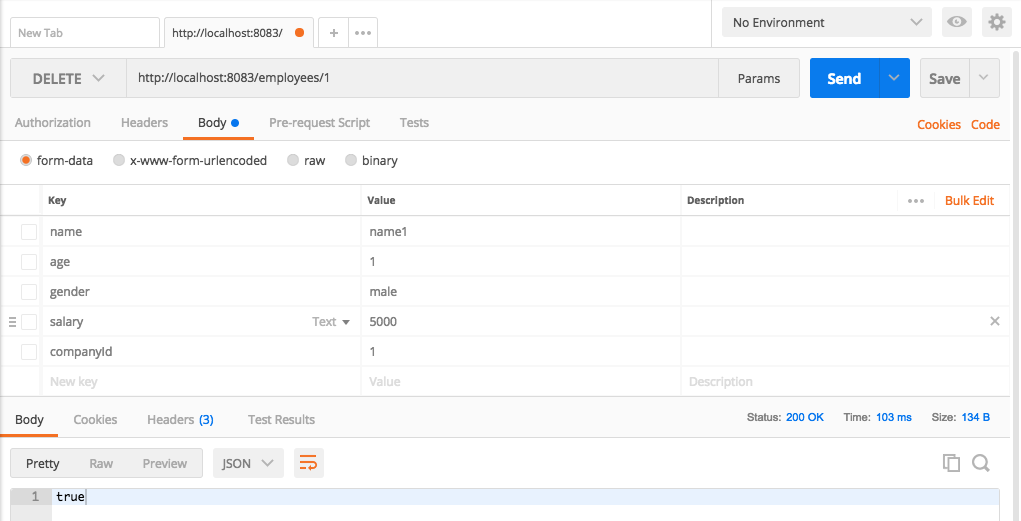 New Tab
http://localhost:8083/
No Environment
DELETE http://localhost:8083/employees/1 Params Send Save
Authorization Headers Body Pre-request Script Tests Cookies Code
form-data x-www-form-urlencoded raw binary
Key Value Description Bulk Edit
name name1
age 1
gender male
salary Text 5000
companyId 1
New key Value Description
Body Cookies Headers (3) Test Results Status: 200 OK Time: 103 ms Size: 134 B
Pretty Raw Preview JSON
1 true